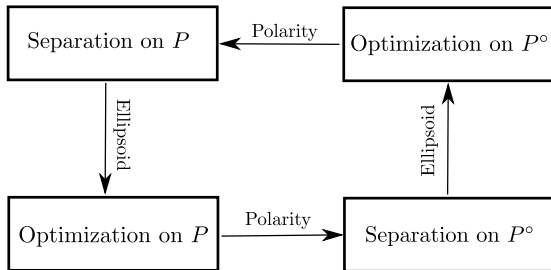 Separation on P
Polarity
Optimization on P°
Ellipsoid
Ellipsoid
Optimization on P
Polarity
Separation on P°